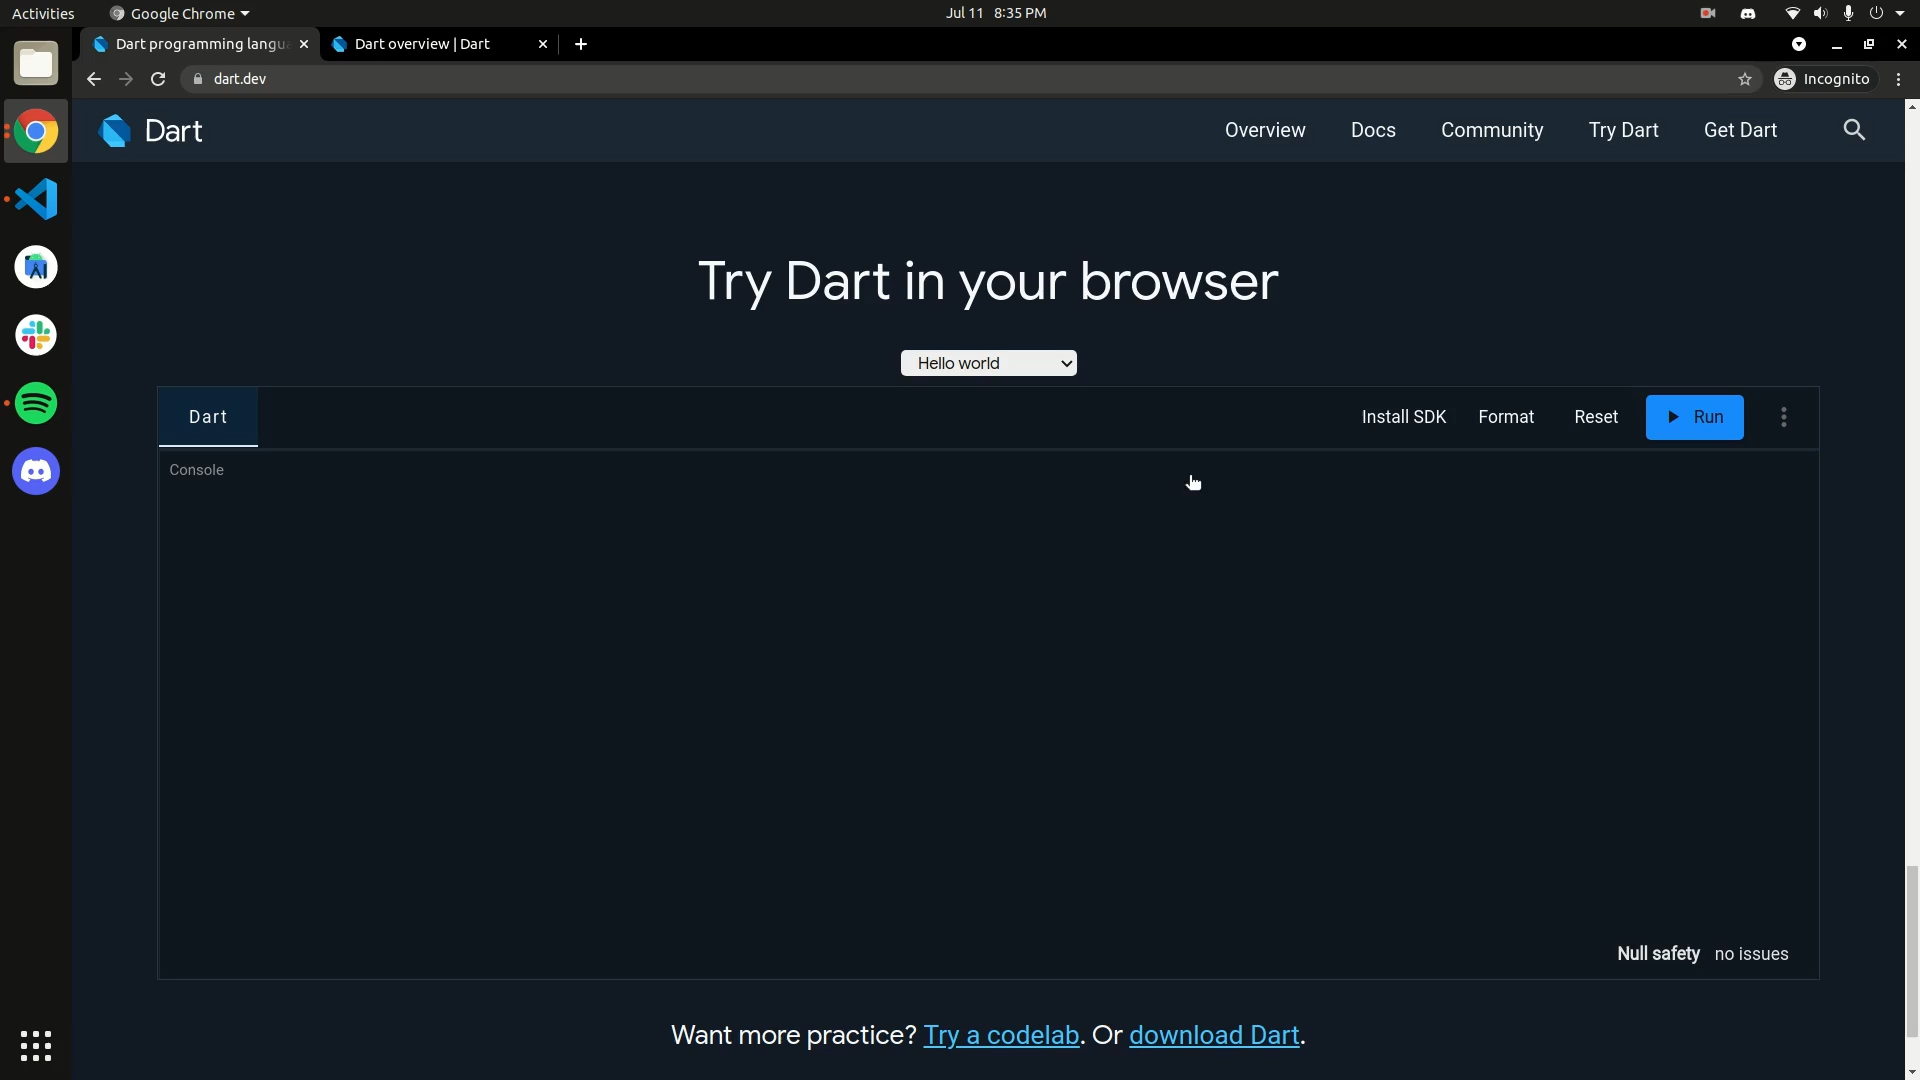 Activities
Google Chrome
Jul 11 8:35 PM
Dart programming langu
Dart overview | Dart
dart.dev
Incognito
Dart
Overview
Docs
Community
Try Dart
Get Dart
Try Dart in your browser
Hello world
Dart
Install SDK
Format
Reset
Run
Console
Null safety no issues
Want more practice? Try a codelab. Or download Dart.